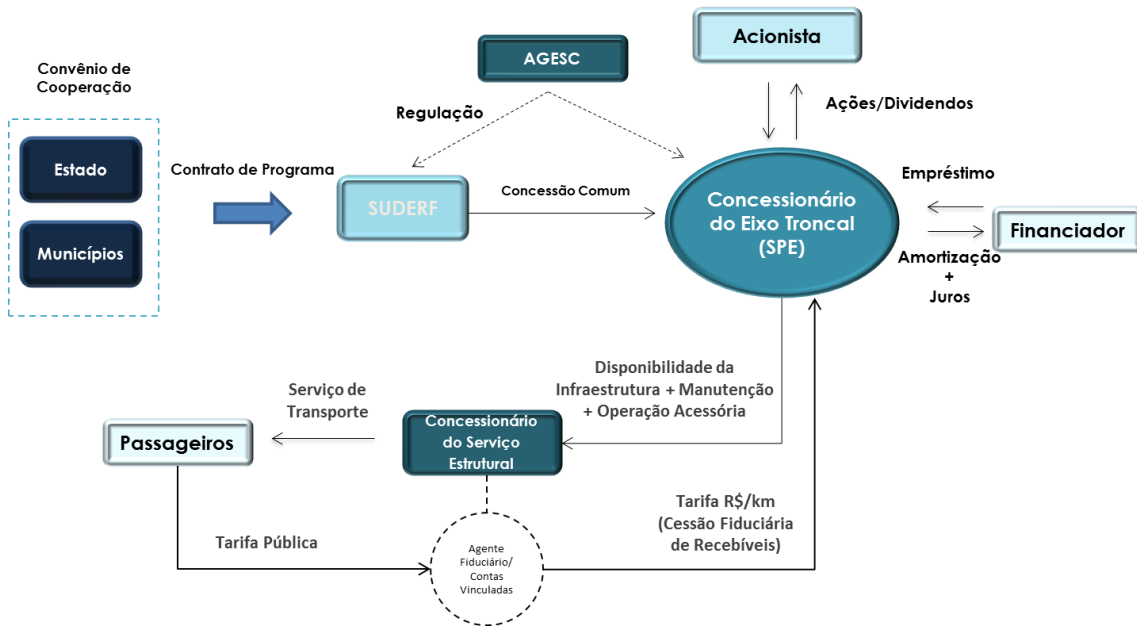 Convênio de
Cooperação
Estado
Municípios
Contrato de Programa
AGESC
Regulação
SUDERF
Concessão Comum
Acionista
Ações/Dividendos
Concessionário
do Eixo Troncal
(SPE)
Empréstimo
Financiador
Amortização
+
Juros
Disponibilidade da
Infraestrutura + Manutenção
+ Operação Acessória
Serviço de
Transporte
Passageiros
Concessionário
do Serviço
Estrutural
Tarifa Pública
Agente
Fiduciário/
Contas
Vinculadas
Tarifa R$/km
(Cessão Fiduciária
de Recebíveis)